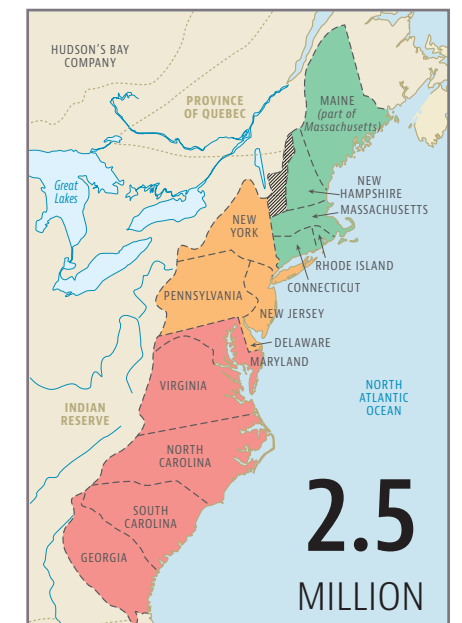 HUDSON'S BAY
COMPANY
PROVINCE
OF QUEBEC
MAINE
(part of
Massachusetts)
Great
Lakes
NEW
HAMPSHIRE
MASSACHUSETTS
NEW
YORK
RHODE ISLAND
CONNECTICUT
PENNSYLVANIA
NEW JERSEY
DELAWARE
MARYLAND
VIRGINIA
NORTH
ATLANTIC
OCEAN
INDIAN
RESERVE
NORTH
CAROLINA
SOUTH
CAROLINA
GEORGIA
2.5
MILLION